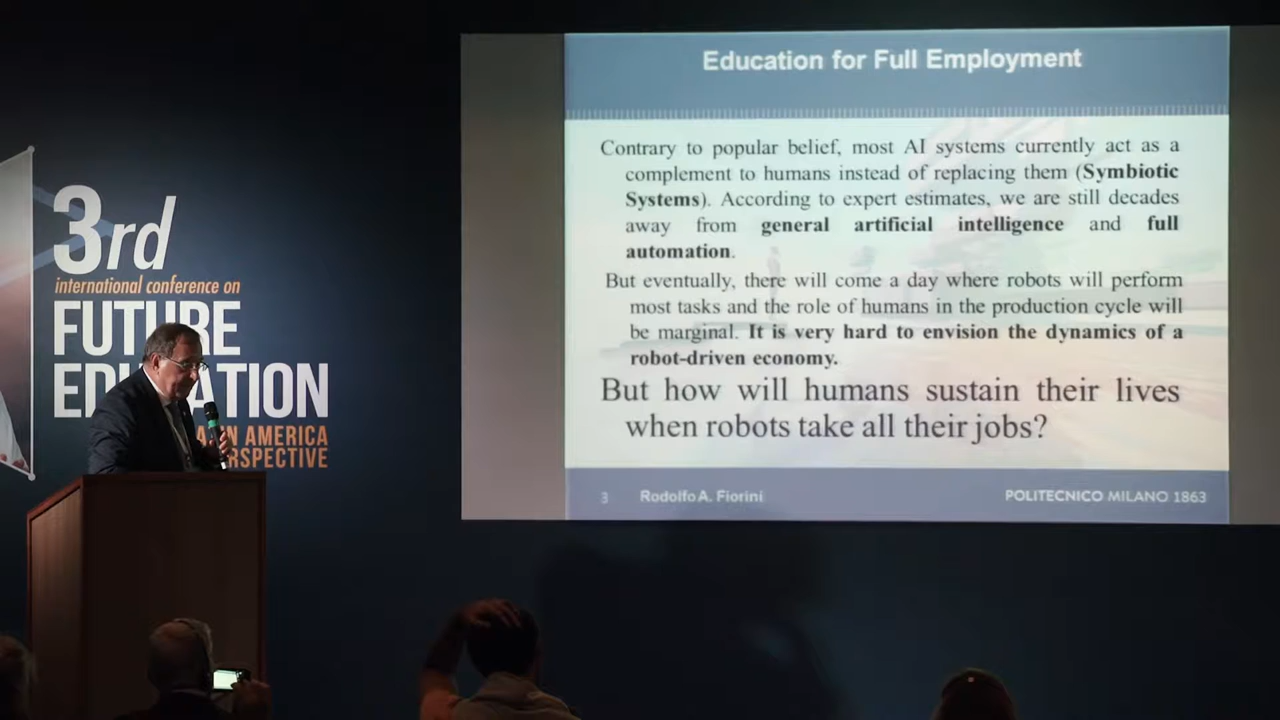 3rd
international conference on
FUTURE
EDUCATION
AMERICA
Education for Full Employment
Contrary to popular belief, most AI systems currently act as a
complement to humans instead of replacing them (Symbiotic
Systems). According to expert estimates, we are still decades
away from general artificial intelligence and full
automation.
But eventually, there will come a day where robots will perform
most tasks and the role of humans in the production cycle will
be marginal. It is very hard to envision the dynamics of a
robot-driven economy.
But how will humans sustain their lives
when robots take all their jobs?
3 Rodolfo A. Fiorini POLITECNICO MILANO 1863